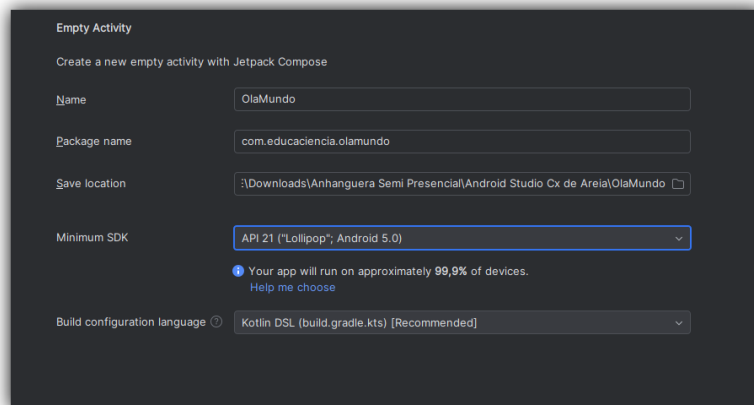 Empty Activity
Create a new empty activity with Jetpack Compose
Name
OlaMundo
Package name
com.educaciencia.olamundo
Save location
:\Downloads\Anhanguera Semi Presencial\Android Studio Cx de Areia\OlaMundo
Minimum SDK
API 21 ("Lollipop"; Android 5.0)
Your app will run on approximately 99,9% of devices.
Help me choose
Build configuration language
Kotlin DSL (build.gradle.kts) [Recommended]